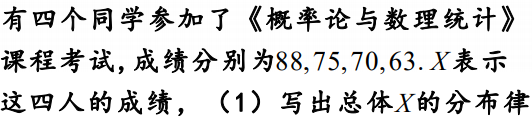 有四个同学参加了《概率论与数理统计》
课程考试,成绩分别为88,75,70,63. X表示
这四人的成绩，（1）写出总体X的分布律